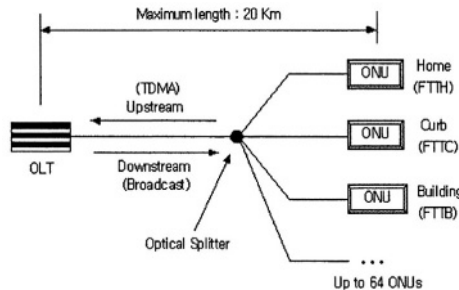 Maximum length : 20 Km
ONU
Home
(FTTH)
(TDMA)
Upstream
ONU
Curb
(FTTC)
OLT
Downstream
(Broadcast)
ONU
Building
(FTTB)
Optical Splitter
...
Up to 64 ONUs